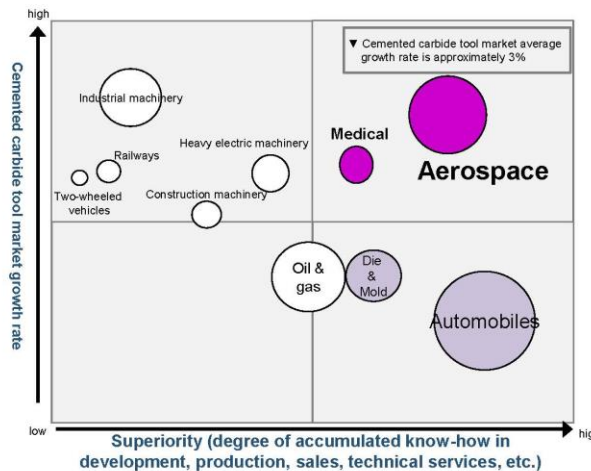 high
▼ Cemented carbide tool market average
growth rate is approximately 3%
Industrial machinery
Medical
Aerospace
Heavy electric machinery
Railways
Two-wheeled
vehicles
Construction machinery
Oil &
gas
Die
&
Mold
Automobiles
Cemented carbide tool market growth rate
low
hig
Superiority (degree of accumulated know-how in
development, production, sales, technical services, etc.)